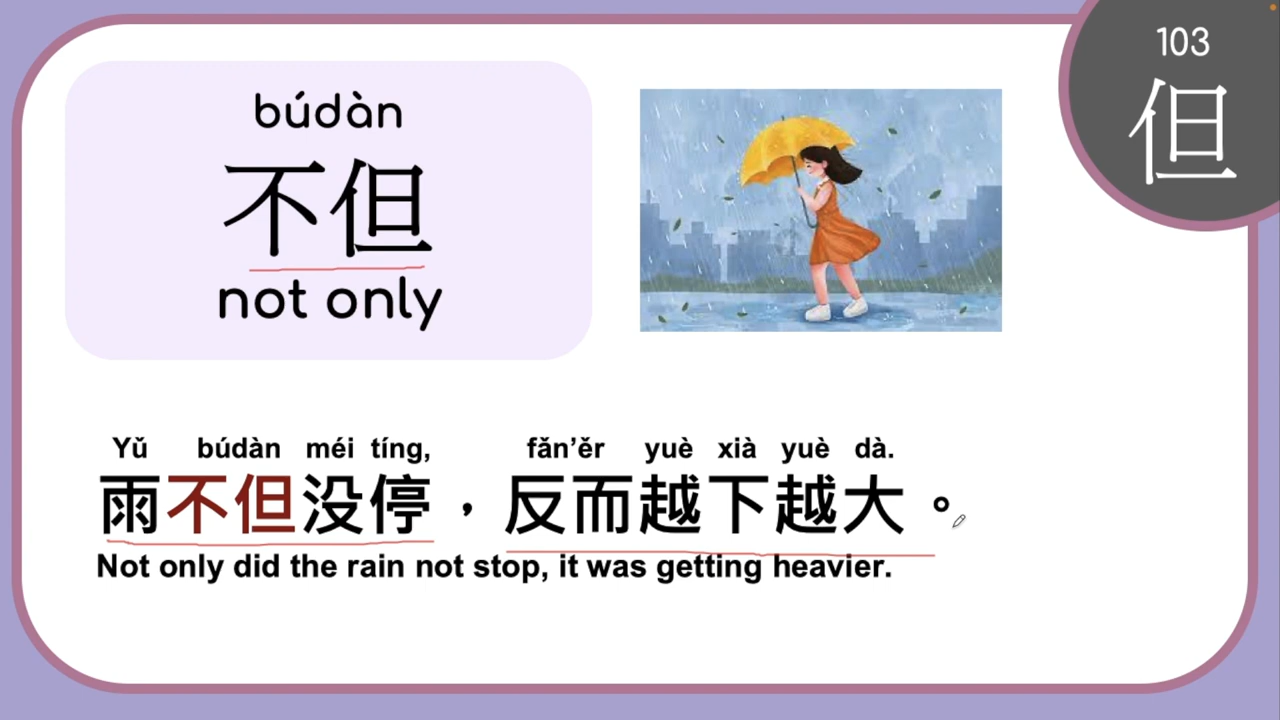 103
但
búdàn
不但
not only
Yǔ búdàn méi tíng, fǎn’ěr yuè xià yuè dà.
雨不但没停，反而越下越大。
Not only did the rain not stop, it was getting heavier.